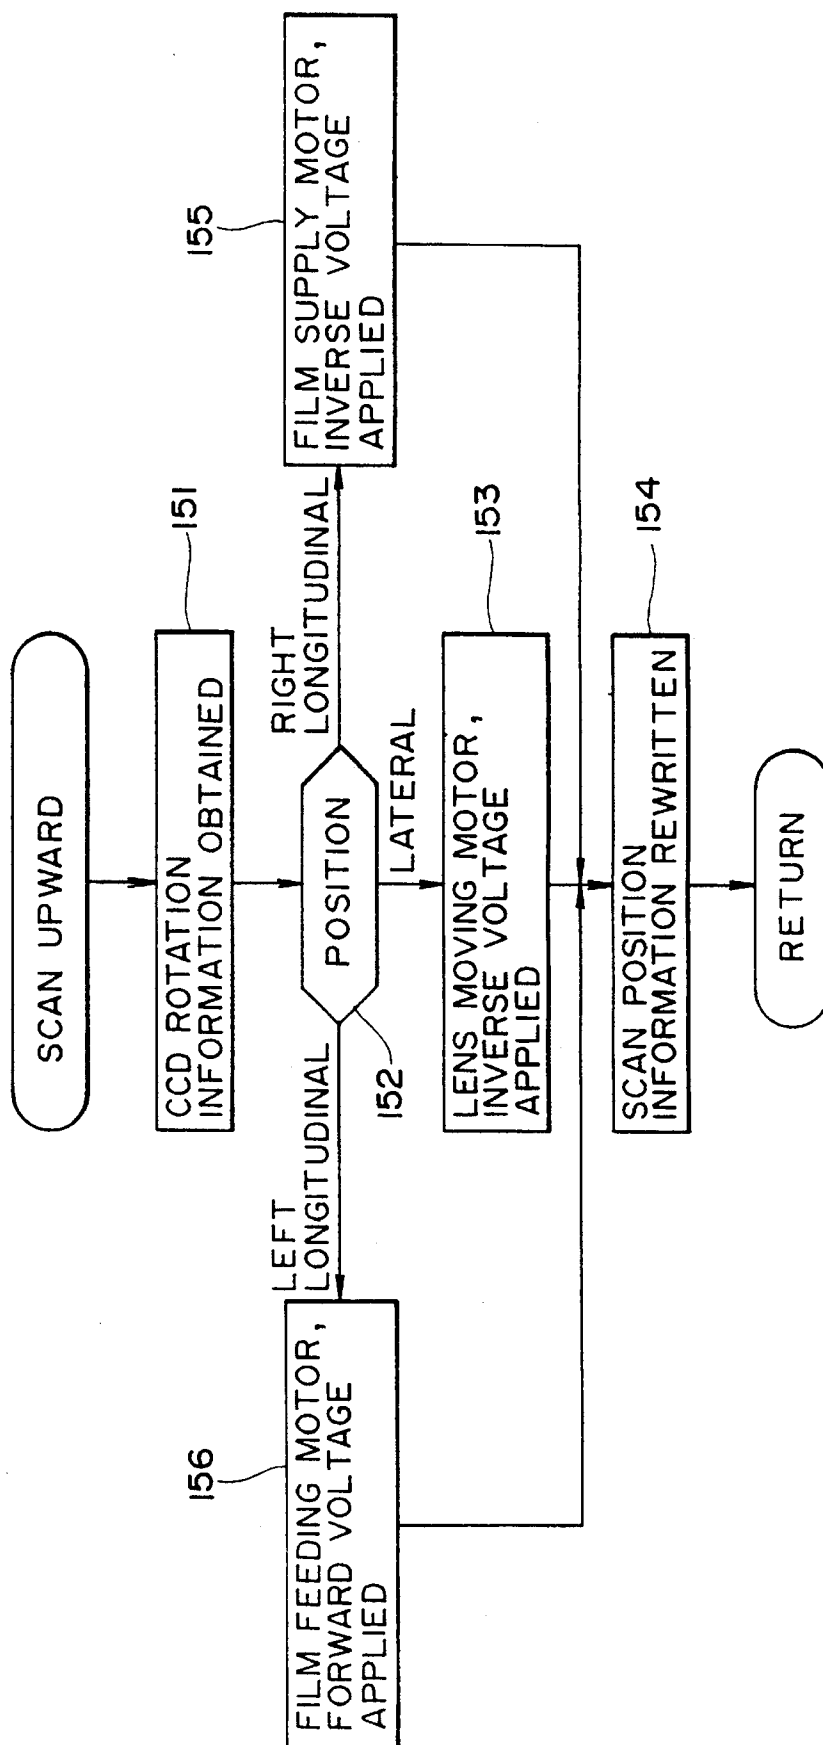 SCAN UPWARD
CCD ROTATION
INFORMATION OBTAINED
151
POSITION
152
LEFT
LONGITUDINAL
RIGHT
LONGITUDINAL
LATERAL
FILM FEEDING MOTOR,
FORWARD VOLTAGE
APPLIED
156
FILM SUPPLY MOTOR,
INVERSE VOLTAGE
APPLIED
155
LENS MOVING MOTOR,
INVERSE VOLTAGE
APPLIED
153
SCAN POSITION
INFORMATION REWRITTEN
154
RETURN